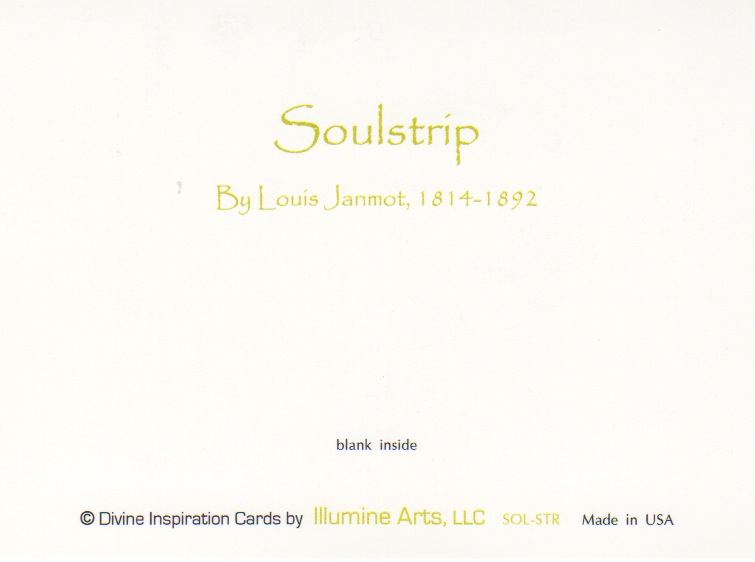 Soulstrip
By Louis Janmot, 1814-1892
blank inside
© Divine Inspiration Cards by Illumine Arts, LLC SOL-STR Made in USA